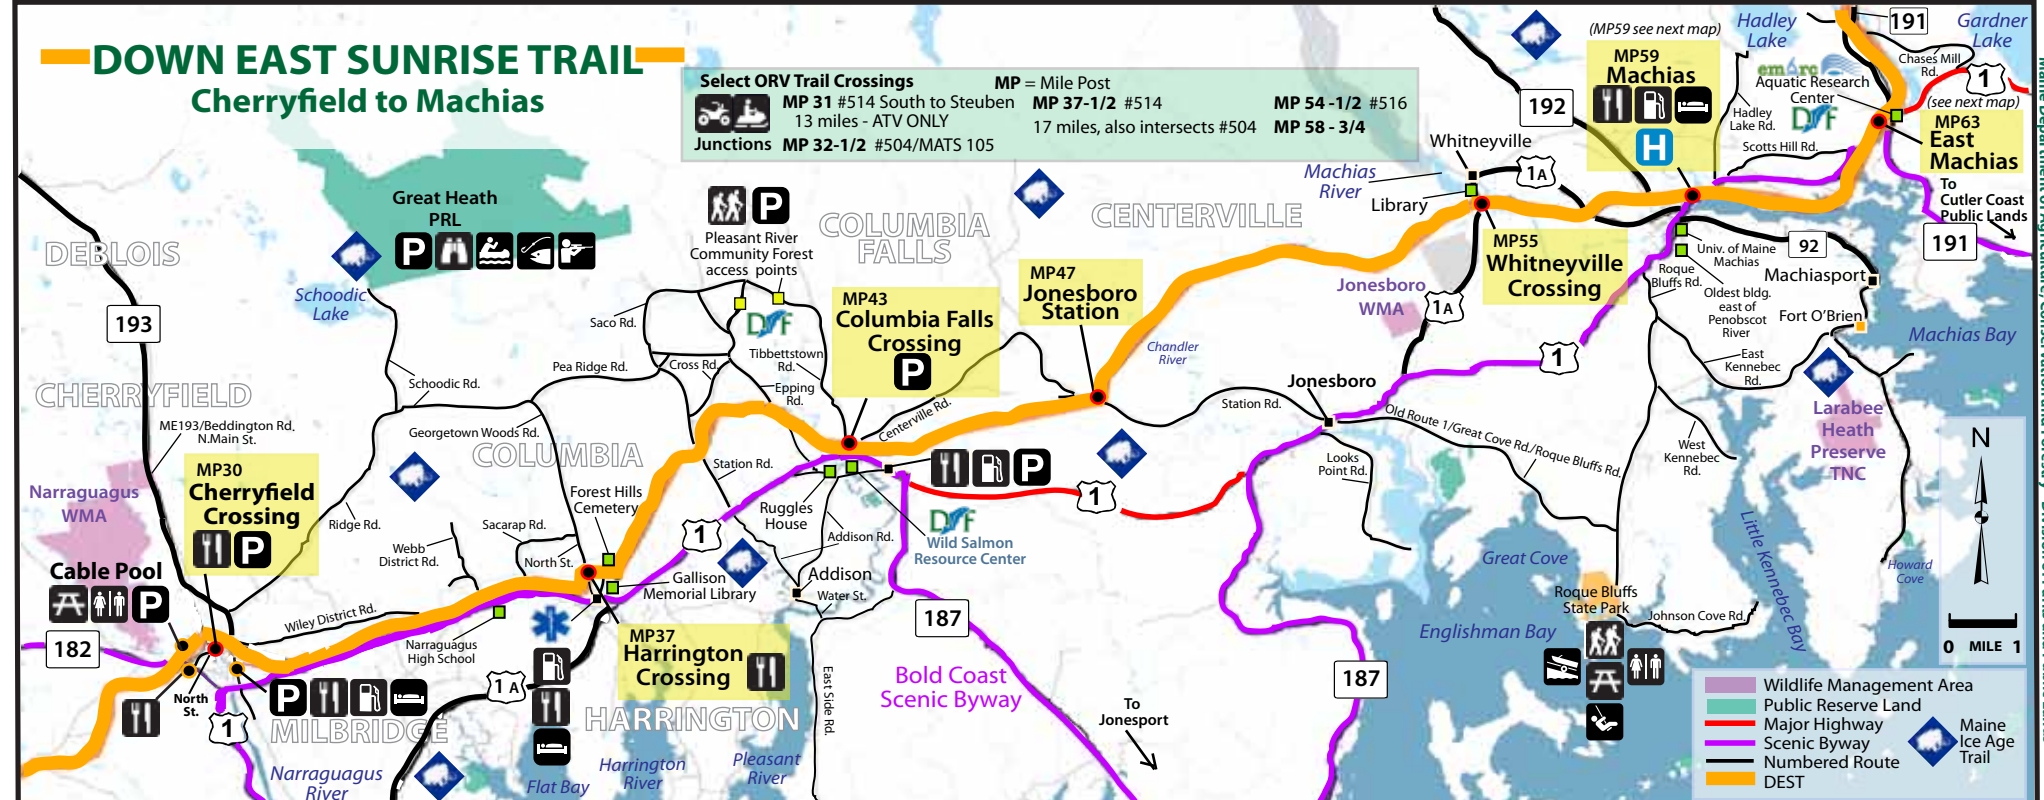 DOWN EAST SUNRISE TRAIL
Cherryfield to Machias
Select ORV Trail Crossings
MP = Mile Post
MP 31 #514 South to Steuben
13 miles - ATV ONLY
Junctions MP 32-1/2 #504/MATS 105
MP 37-1/2 #514
17 miles, also intersects #504
MP 54 -1/2 #516
MP 58 - 3/4
(MP59 see next map)
MP59
Machias
H
192
Hadley
Lake
191
Gardner
Lake
Chases Mill
Rd.
1
(see next map)
Aquatic Research
Center
DSF
Hadley
Lake Rd.
Scotts Hill Rd.
MP63
East
Machias
To
Cutler Coast
Public Lands
191
Whitneyville
1A
Machias
River
Library
MP55
Whitneyville
Crossing
Univ. of Maine
Machias
92
Machiasport
Roque
Bluffs Rd.
Oldest bldg.
east of
Penobscot
River
Fort O'Brien
Machias Bay
East
Kennebec
Rd.
Larabee
Heath
Preserve
TNC
West
Kennebec
Rd.
Little Kennebec Bay
Howard
Cove
DEBLOIS
193
Great Heath
PRL
P
Schoodic
Lake
P
Pleasant River
Community Forest
access points
DSF
COLUMBIA
FALLS
CENTERVILLE
MP47
Jonesboro
Station
Jonesboro
WMA
1A
1
Chandler
River
MP43
Columbia Falls
Crossing
P
Saco Rd.
Pea Ridge Rd.
Cross Rd.
Tibbettstown
Rd.
Epping
Rd.
Centerville Rd.
Schoodic Rd.
Georgetown Woods Rd.
CHERRYFIELD
ME193/Beddington Rd.
N.Main St.
COLUMBIA
Jonesboro
Station Rd.
Old Route 1/Great Cove Rd./Roque Bluffs Rd.
Looks
Point Rd.
MP30
Cherryfield
Crossing
P
Narraguagus
WMA
Cable Pool
P
182
Ridge Rd.
Webb
District Rd.
Sacarap Rd.
North St.
Forest Hills
Cemetery
Station Rd.
Ruggles
House
P
1
1
Addison Rd.
DSF
Wild Salmon
Resource Center
Gallison
Memorial Library
Addison
Water St.
Wiley District Rd.
Narraguagus
High School
MP37
Harrington
Crossing
North
St.
P
1
MILBRIDGE
1A
HARRINGTON
East Side Rd.
187
Bold Coast
Scenic Byway
To
Jonesport
187
Narraguagus
River
Flat Bay
Harrington
River
Pleasant
River
Great Cove
Englishman Bay
Roque Bluffs
State Park
Johnson Cove Rd.
N
0 MILE 1
Wildlife Management Area
Public Reserve Land
Major Highway
Scenic Byway
Numbered Route
DEST
Maine
Ice Age
Trail